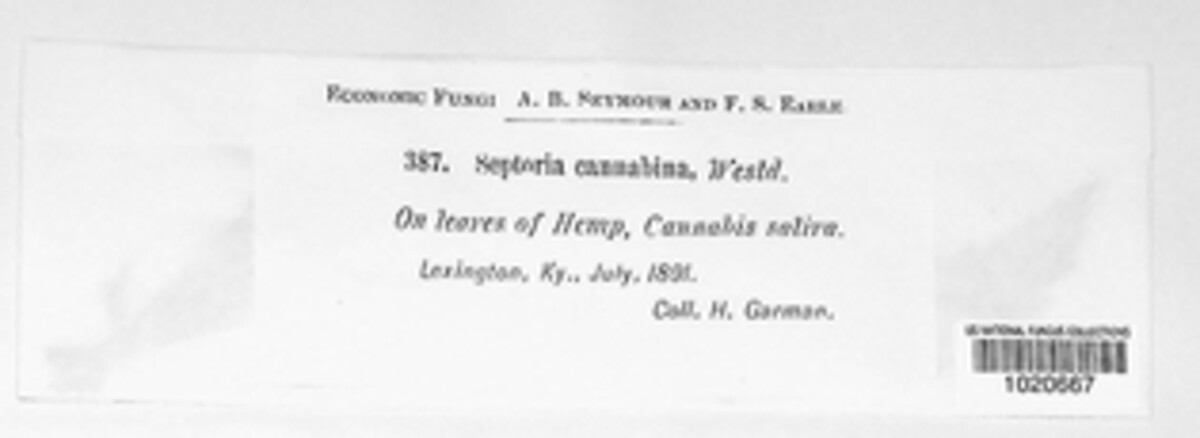 ECONOMIC FUNGI A. B. SEYMOUR AND F. S. EARLE
387. Septoria cannabina, Westd.
On leaves of Hemp, Cannabis sativa.
Lexington, Ky., July, 1891.
Coll. H. Garman.
US NATIONAL FUNGUS COLLECTIONS
1020667